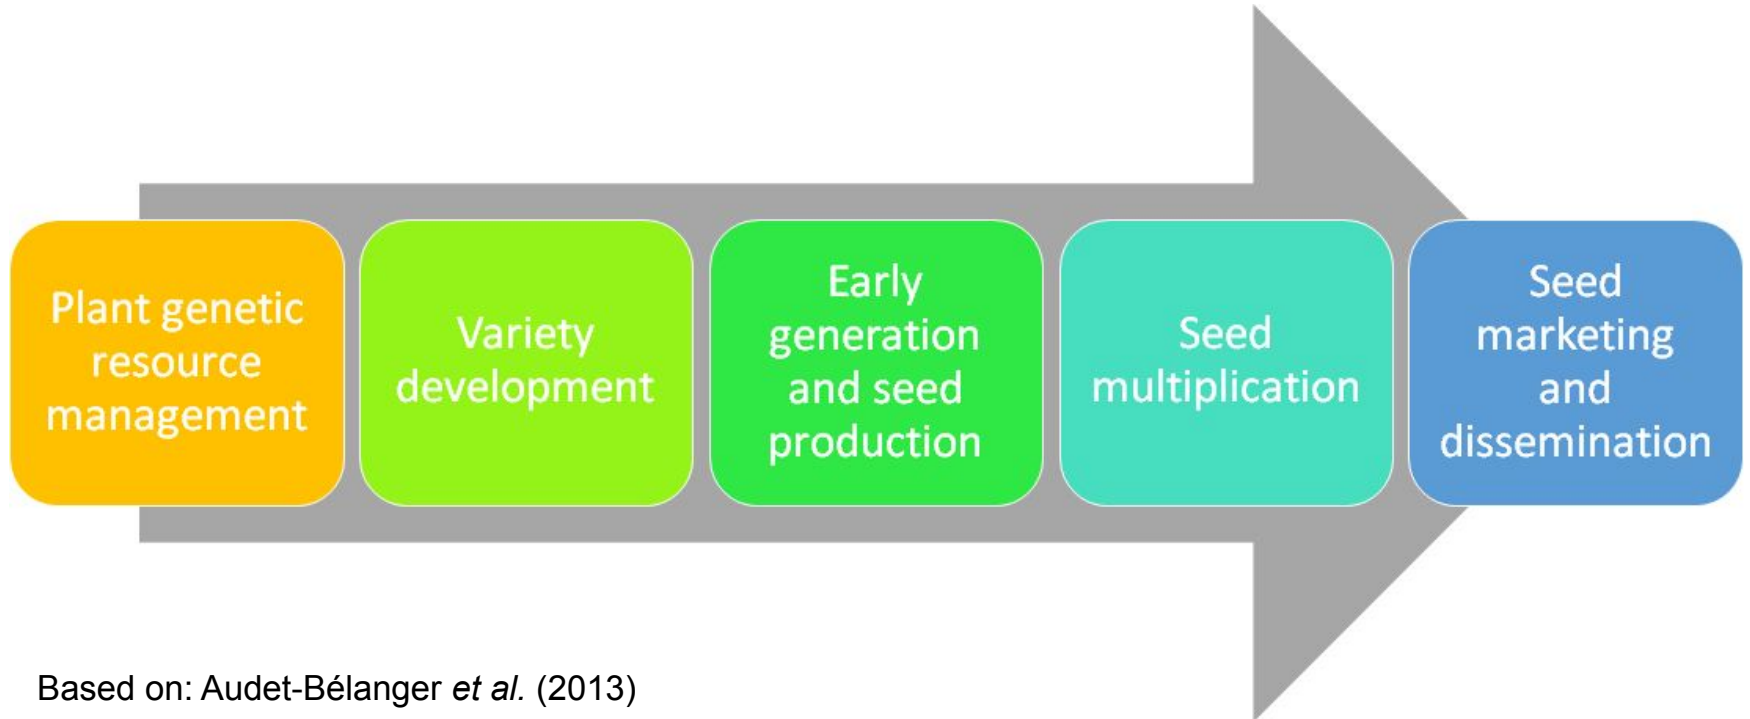 Plant genetic
resource
management
Variety
development
Early
generation
and seed
production
Seed
multiplication
Seed
marketing
and
dissemination
Based on: Audet-Bélanger et al. (2013)